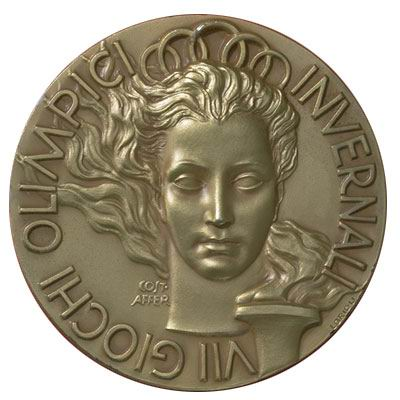 VII GIOCHI OLIMPICI INVERNALI
COST-
AFFER